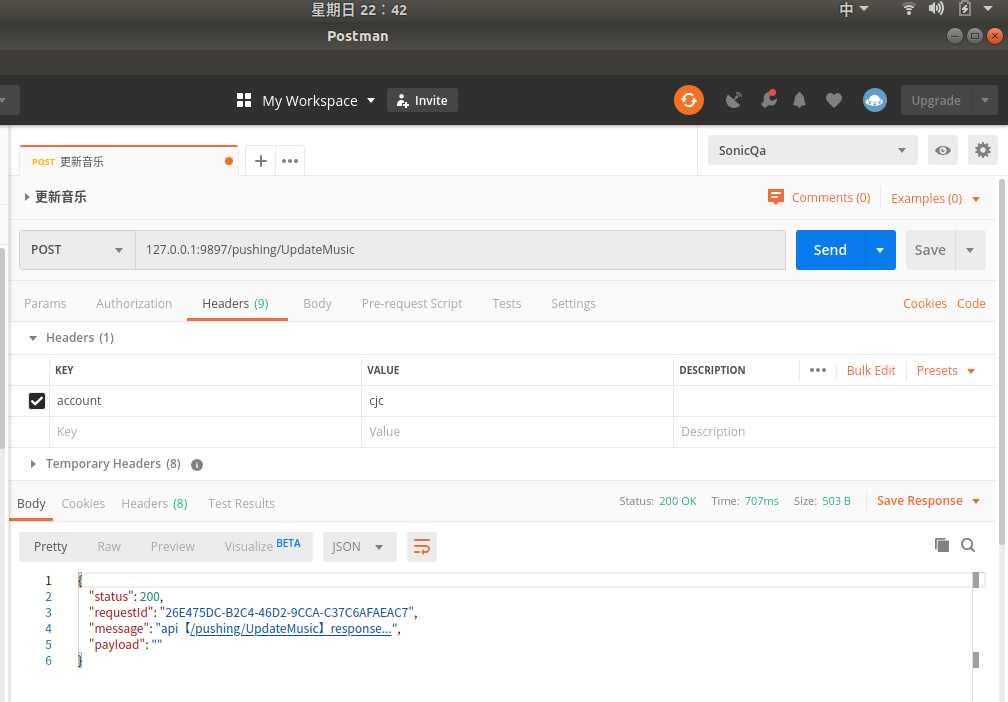 星期日 22：42
中
Postman
My Workspace
Invite
Upgrade
POST 更新音乐
SonicQa
更新音乐
Comments (0)
Examples (0)
POST
127.0.0.1:9897/pushing/UpdateMusic
Send
Save
Params
Authorization
Headers (9)
Body
Pre-request Script
Tests
Settings
Cookies
Code
Headers (1)
KEY
VALUE
DESCRIPTION
Bulk Edit
Presets
account
cjc
Key
Value
Description
Temporary Headers (8)
Body
Cookies
Headers (8)
Test Results
Status: 200 OK
Time: 707ms
Size: 503 B
Save Response
Pretty
Raw
Preview
Visualize BETA
JSON
1 {
2 "status": 200,
3 "requestId": "26E475DC-B2C4-46D2-9CCA-C37C6AFAEAC7",
4 "message": "api【/pushing/UpdateMusic】response...",
5 "payload": ""
6 }